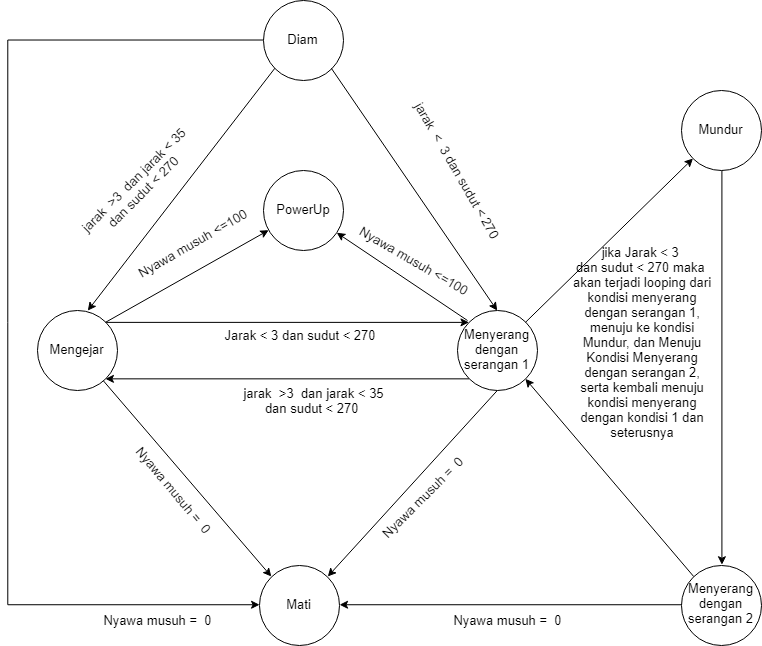 Diam
Mundur
jarak >3 dan jarak < 35
dan sudut < 270
jarak < 3 dan sudut < 270
PowerUp
Nyawa musuh <=100
Nyawa musuh <=100
jika Jarak < 3
dan sudut < 270 maka
akan terjadi looping dari
kondisi menyerang
dengan serangan 1,
menuju ke kondisi
Mundur, dan Menuju
Kondisi Menyerang
dengan serangan 2,
serta kembali menuju
kondisi menyerang
dengan kondisi 1 dan
seterusnya
Mengejar
Jarak < 3 dan sudut < 270
Menyerang
dengan
serangan 1
jarak >3 dan jarak < 35
dan sudut < 270
Nyawa musuh = 0
Nyawa musuh = 0
Mati
Menyerang
dengan
serangan 2
Nyawa musuh = 0
Nyawa musuh = 0